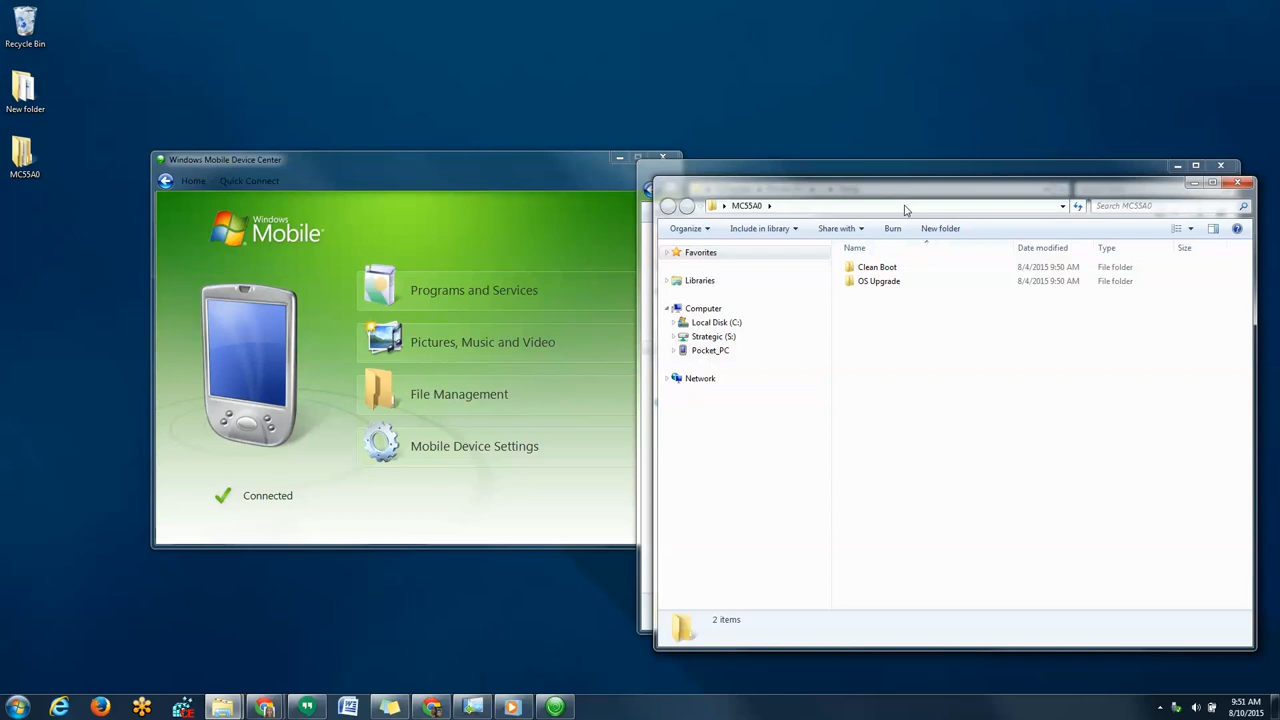 Recycle Bin
New folder
MC55A0
Windows Mobile Device Center
Home Quick Connect
Windows
Mobile
Programs and Services
Pictures, Music and Video
File Management
Mobile Device Settings
Connected
MC55A0
Search MC55A0
Organize Include in library Share with Burn New folder
Name Date modified Type Size
Favorites
Libraries
Computer
Local Disk (C:)
Strategic (S:)
Pocket_PC
Network
Clean Boot 8/4/2015 9:50 AM File folder
OS Upgrade 8/4/2015 9:50 AM File folder
2 items
9:51 AM
8/10/2015